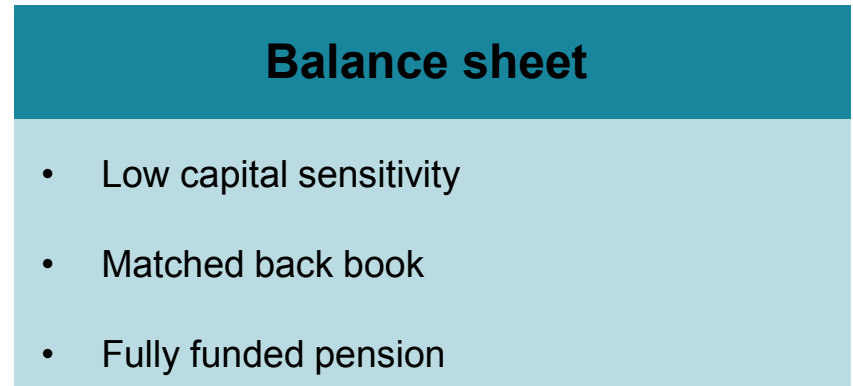 Balance sheet
• Low capital sensitivity
• Matched back book
• Fully funded pension